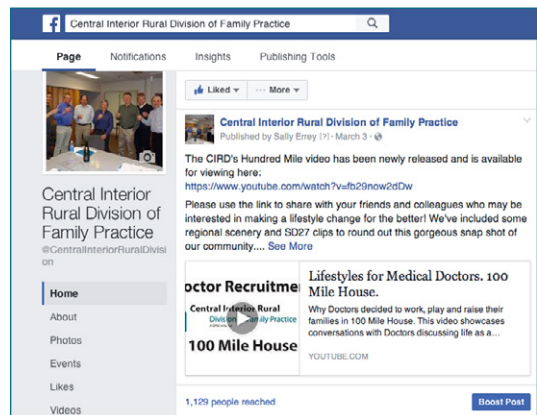 f Central Interior Rural Division of Family Practice
Page Notifications Insights Publishing Tools
Liked ··· More
Central Interior Rural Division of Family Practice
Published by Sally Errey [?] · March 3 ·
The CIRD's Hundred Mile video has been newly released and is available
for viewing here:
https://www.youtube.com/watch?v=fb29now2dDw
Please use the link to share with your friends and colleagues who may be
interested in making a lifestyle change for the better! We've included some
regional scenery and SD27 clips to round out this gorgeous snap shot of
our community.... See More
Central Interior
Rural Division of
Family Practice
@CentralInteriorRuralDivisi
on
Home
About
Photos
Events
Likes
Videos
octor Recruitme
Central Interior Rural
Division Family Practice
100 Mile House
Lifestyles for Medical Doctors. 100
Mile House.
Why Doctors decided to work, play and raise their
families in 100 Mile House. This video showcases
conversations with Doctors discussing life as a...
YOUTUBE.COM
1,129 people reached
Boost Post